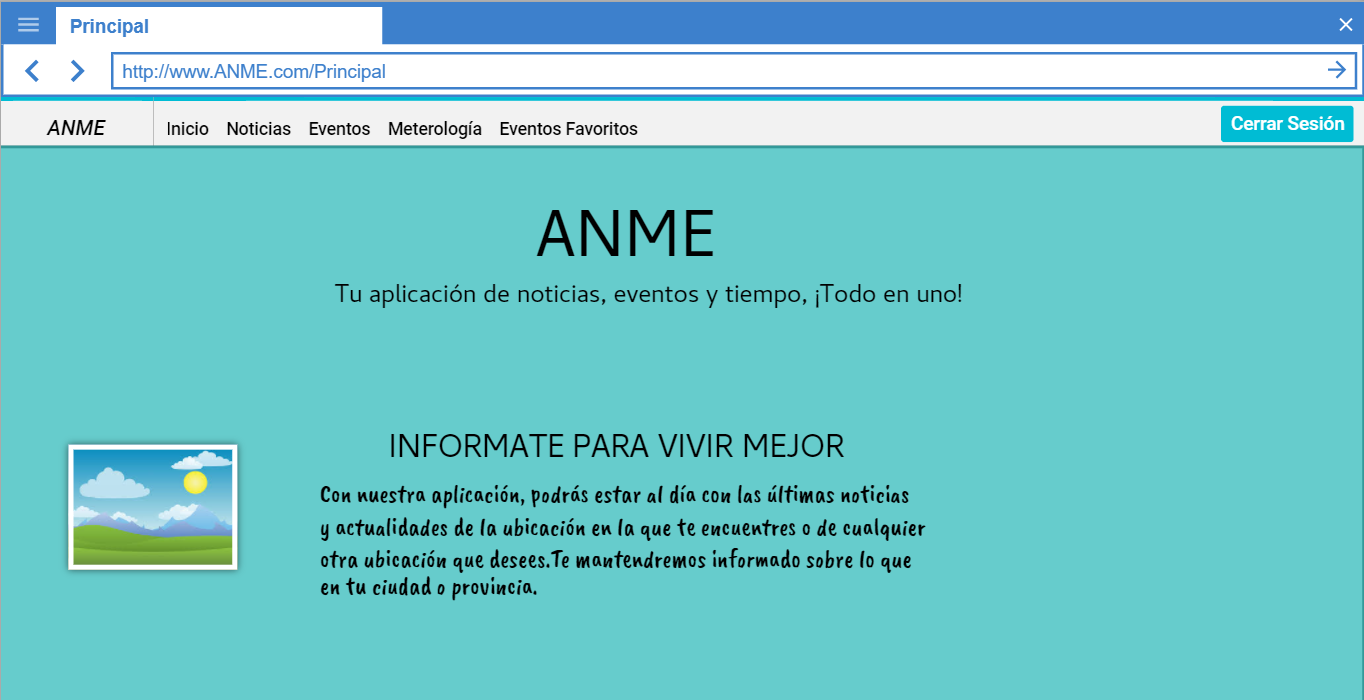 Principal
http://www.ANME.com/Principal
ANME Inicio Noticias Eventos Meterología Eventos Favoritos Cerrar Sesión
ANME
Tu aplicación de noticias, eventos y tiempo, ¡Todo en uno!
INFORMATE PARA VIVIR MEJOR
Con nuestra aplicación, podrás estar al día con las últimas noticias
y actualidades de la ubicación en la que te encuentres o de cualquier
otra ubicación que desees.Te mantendremos informado sobre lo que
en tu ciudad o provincia.